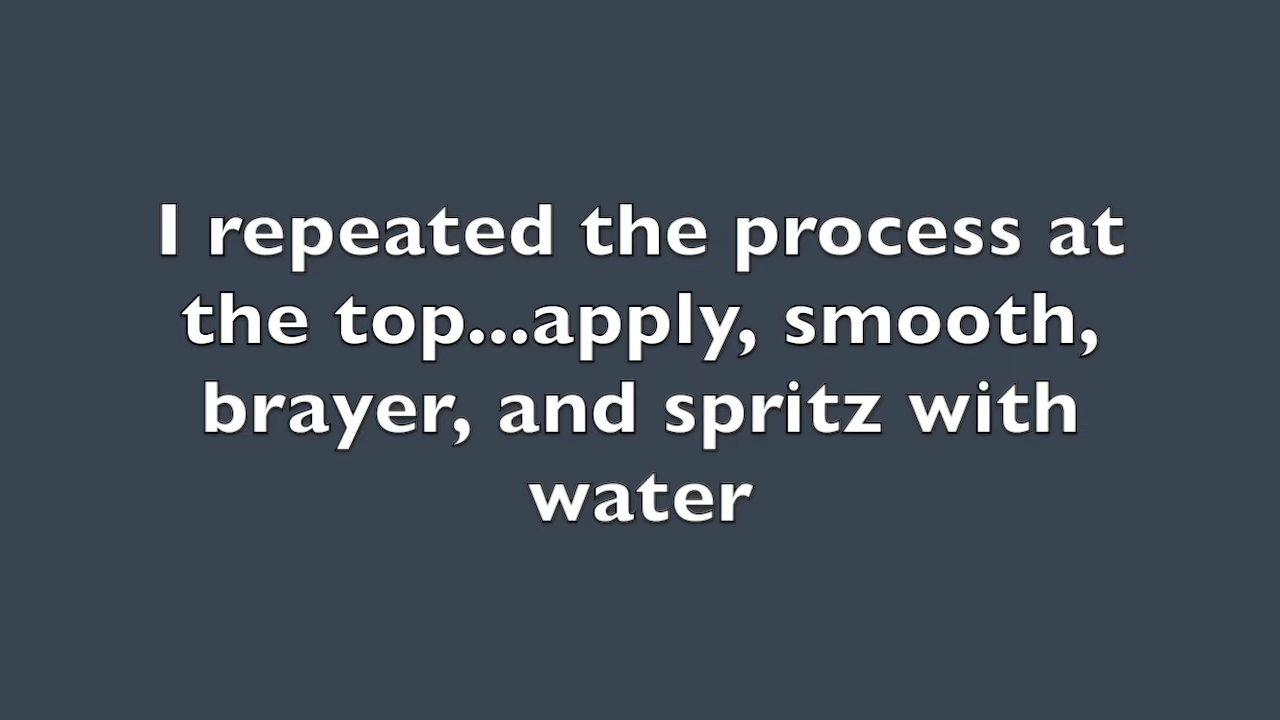 I repeated the process at
the top...apply, smooth,
brayer, and spritz with
water